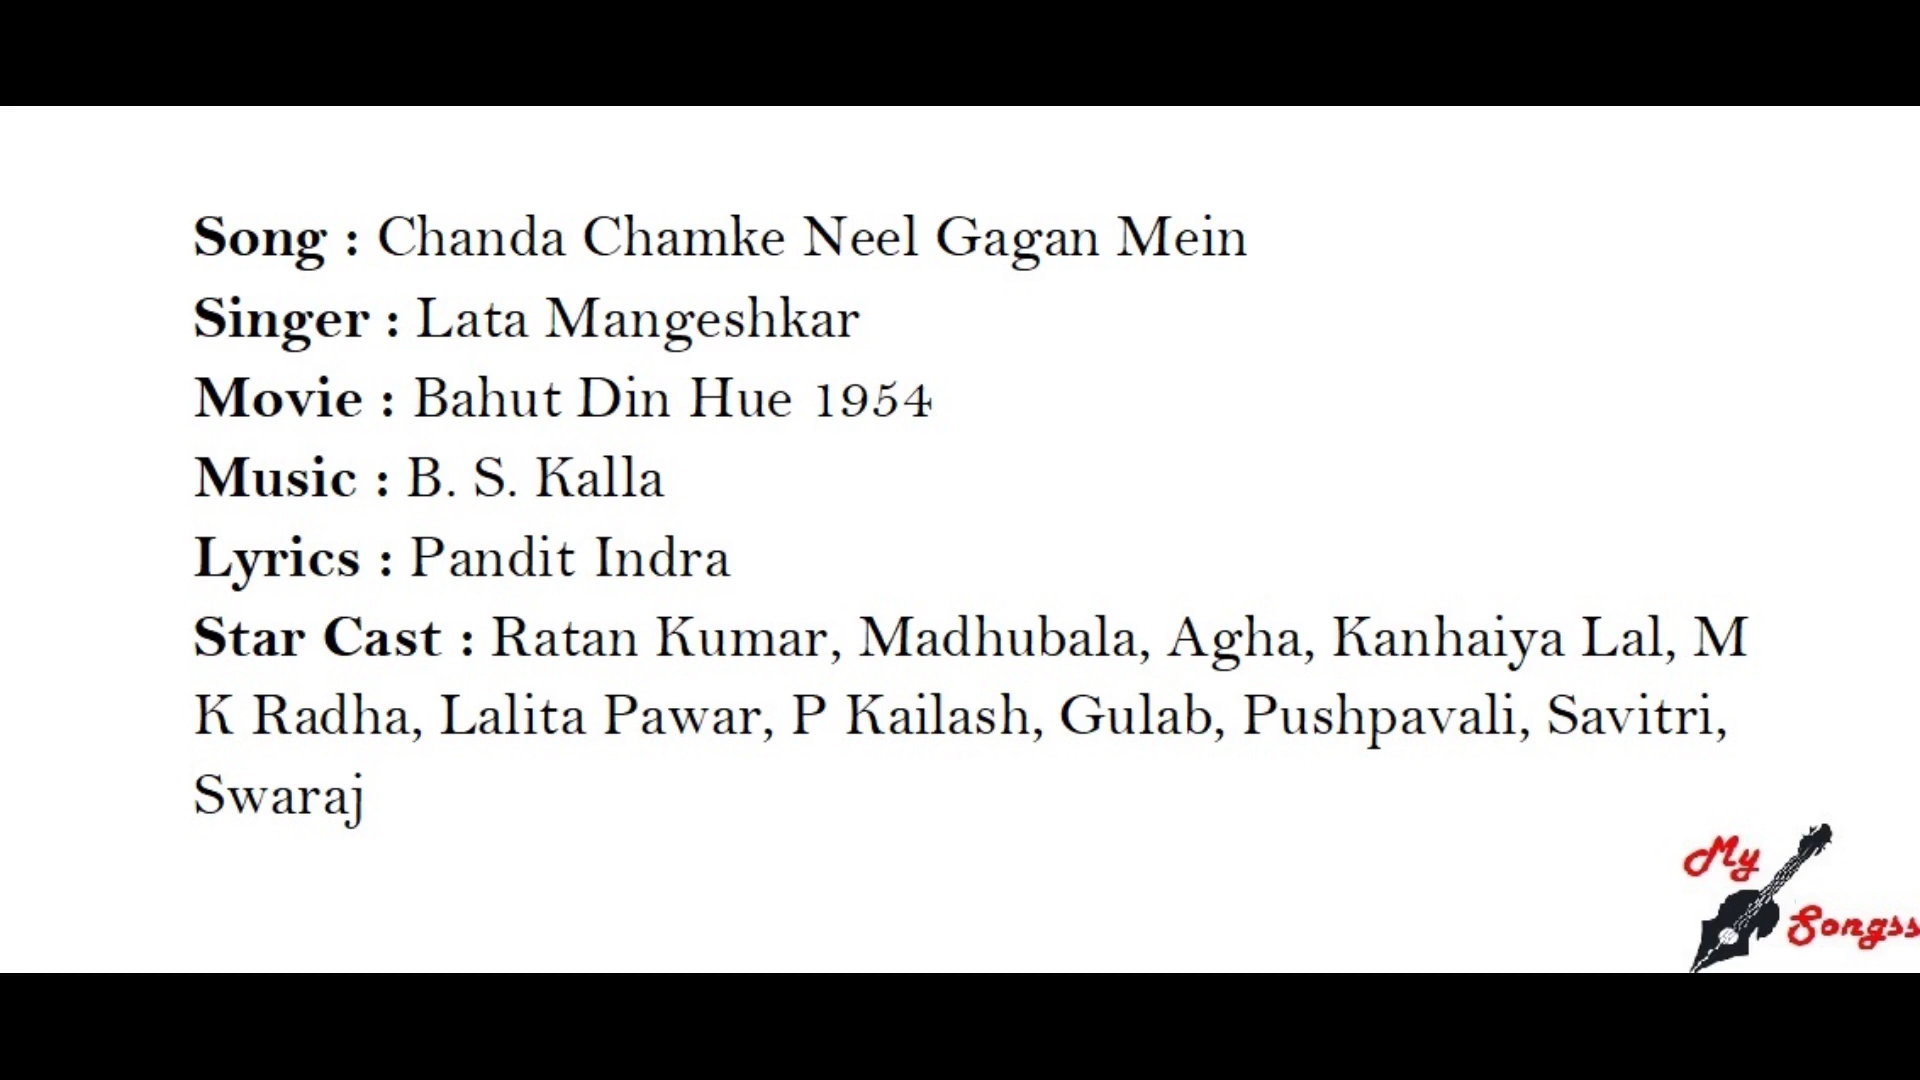 Song : Chanda Chamke Neel Gagan Mein
Singer : Lata Mangeshkar
Movie : Bahut Din Hue 1954
Music : B. S. Kalla
Lyrics : Pandit Indra
Star Cast : Ratan Kumar, Madhubala, Agha, Kanhaiya Lal, M
K Radha, Lalita Pawar, P Kailash, Gulab, Pushpavali, Savitri,
Swaraj
My
Songss